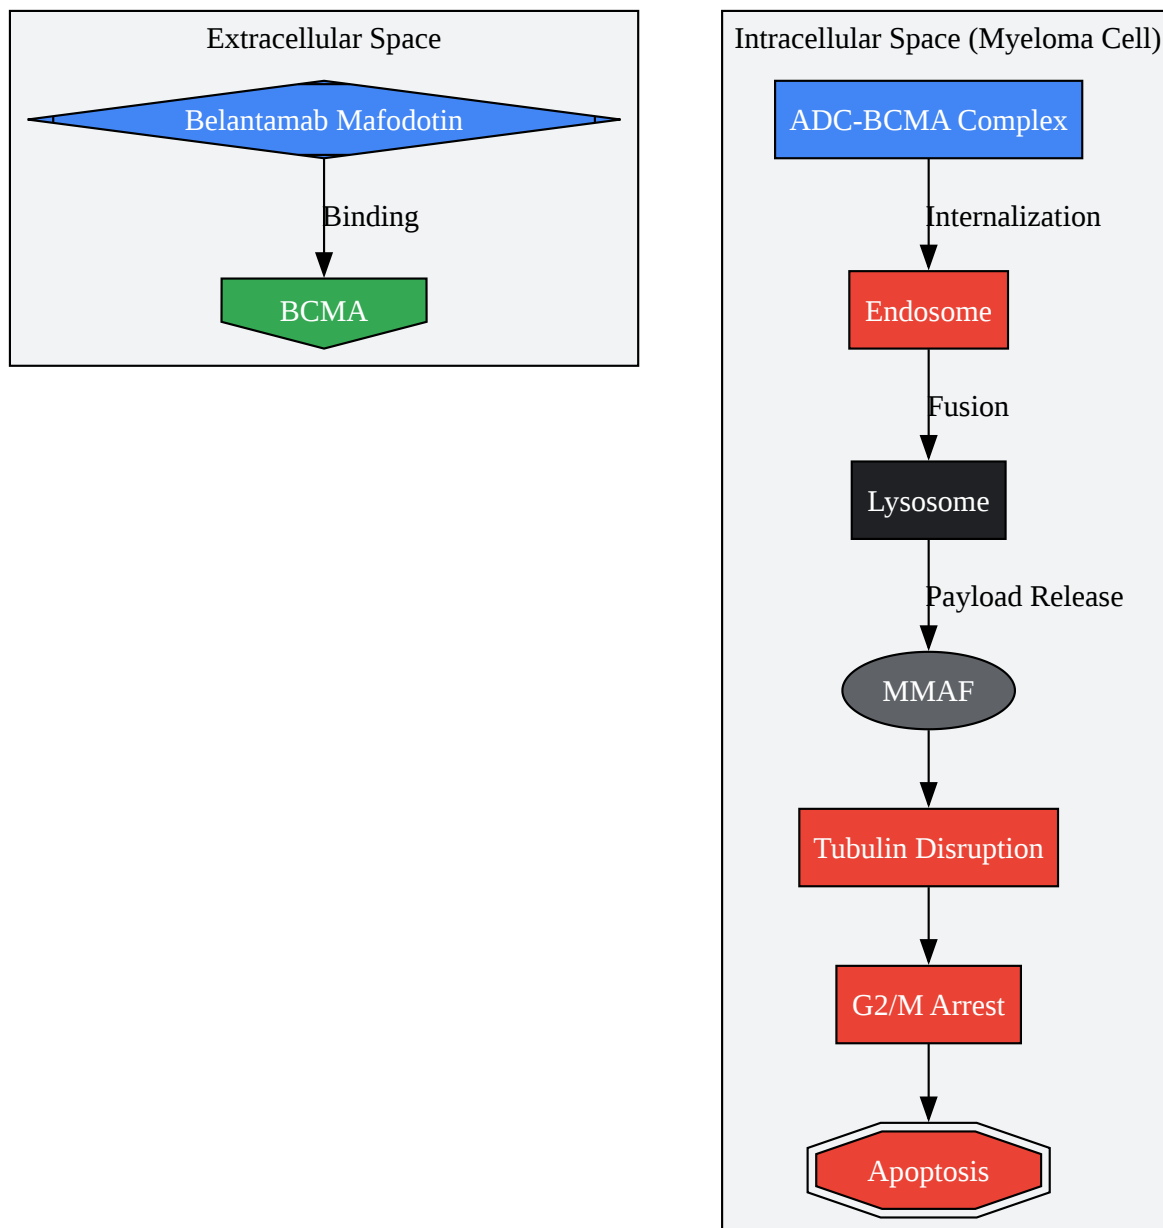 Extracellular Space
Belantamab Mafodotin
Binding
BCMA
Intracellular Space (Myeloma Cell)
ADC-BCMA Complex
Internalization
Endosome
Fusion
Lysosome
Payload Release
MMAF
Tubulin Disruption
G2/M Arrest
Apoptosis